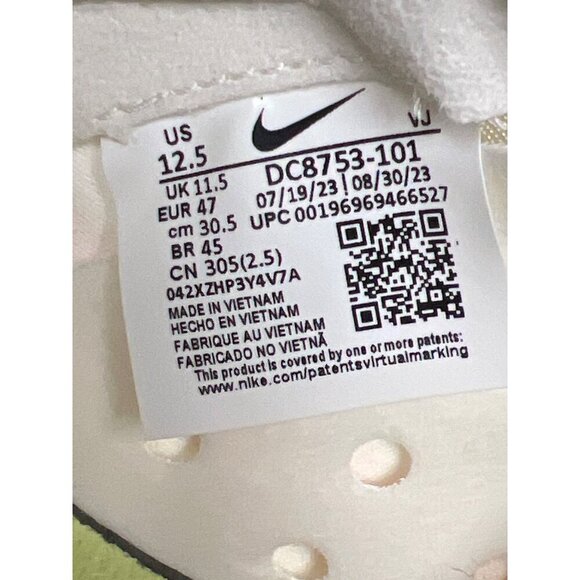 US
12.5
UK 11.5
EUR 47
cm 30.5
BR 45
CN 305(2.5)
042XZHP3Y4V7A
VJ
DC8753-101
07/19/23 | 08/30/23
UPC 00196969466527
MADE IN VIETNAM
HECHO EN VIETNAM
FABRIQUE AU VIETNAM
FABRICADO NO VIETNÃ
This product is covered by one or more patents:
www.nike.com/patentsvirtualmarking